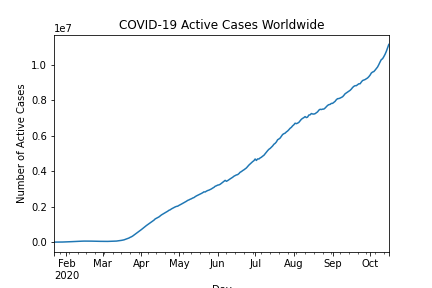 COVID-19 Active Cases Worldwide
1e7
1.0
0.8
0.6
0.4
0.2
0.0
Number of Active Cases
Feb Mar Apr May Jun Jul Aug Sep Oct
2020